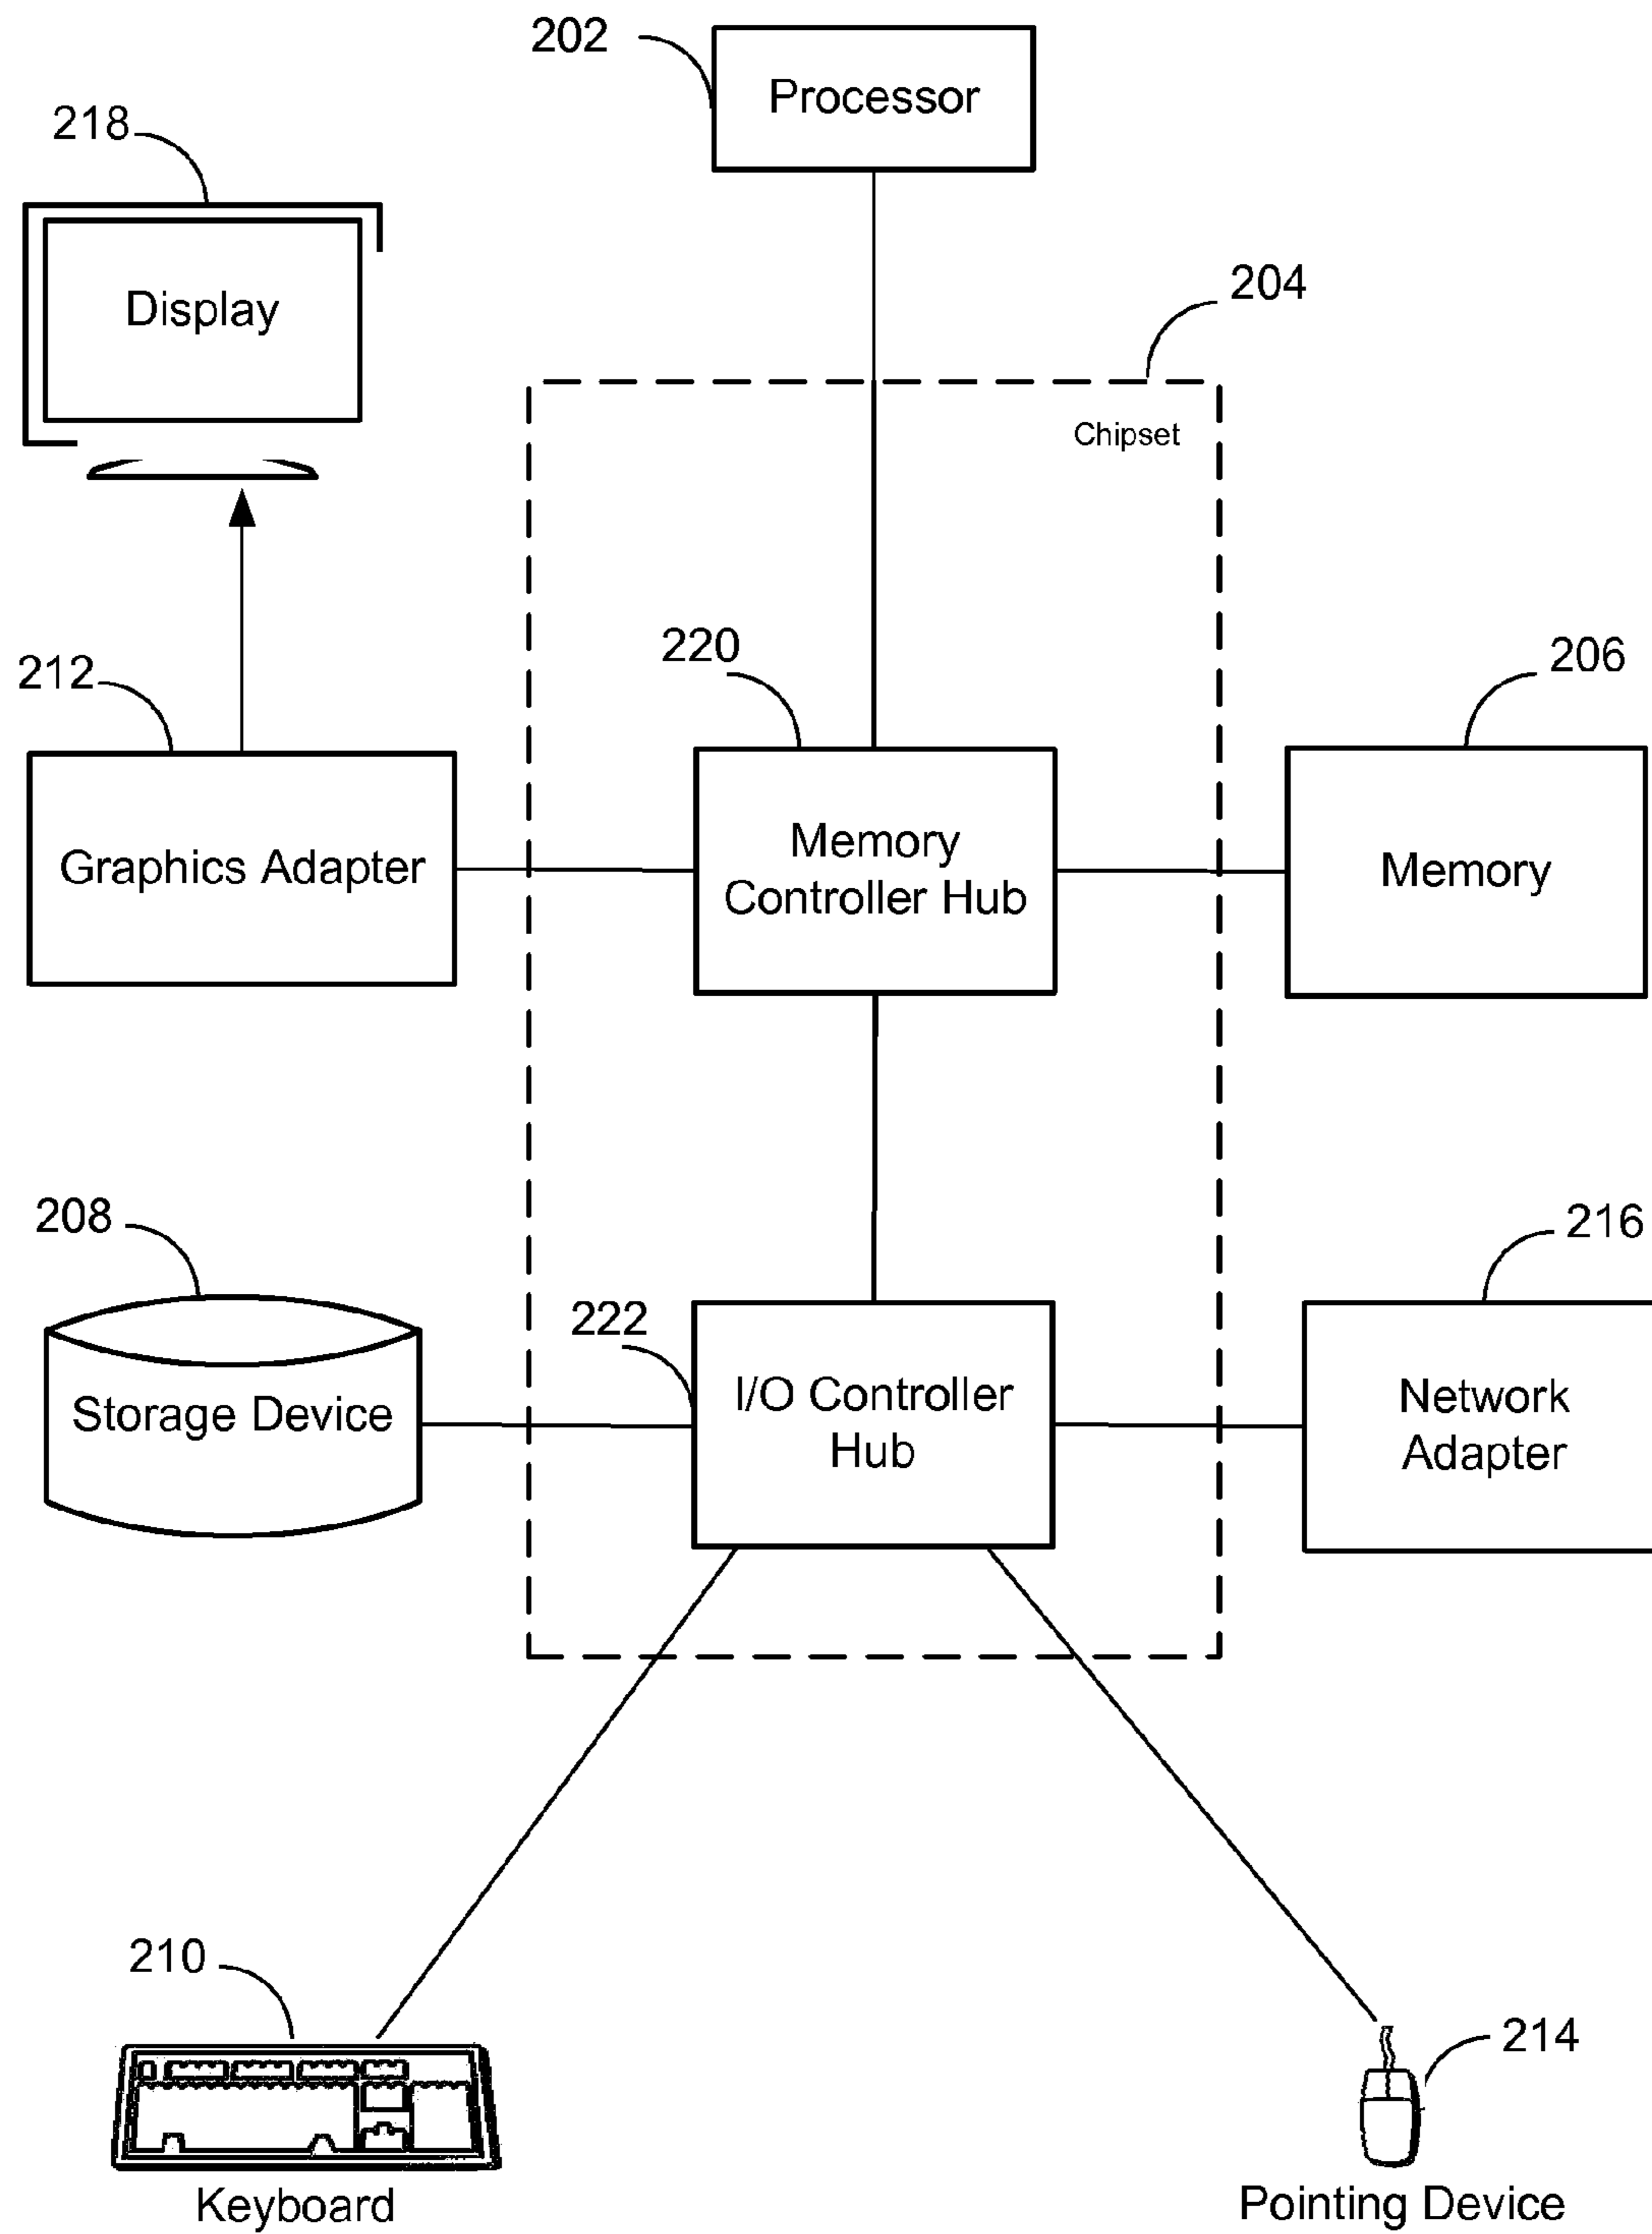 202
Processor
218
Display
204
Chipset
220
206
212
Memory
Controller Hub
Graphics Adapter
Memory
208
216
222
I/O Controller
Hub
Storage Device
Network
Adapter
210
214
Keyboard
Pointing Device